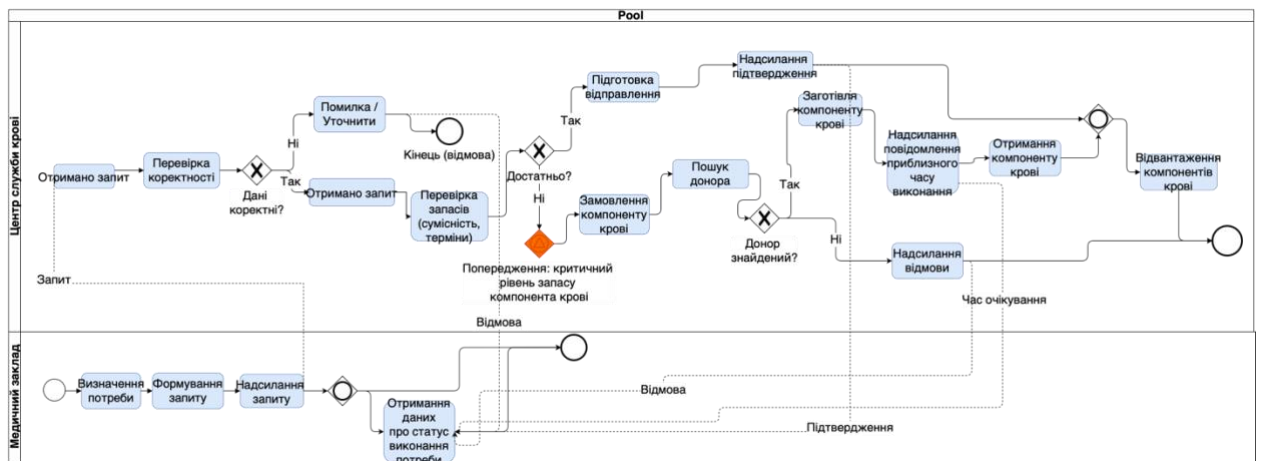 Pool
Центр служби крові
Отримано запит
Перевірка
коректності
Дані
коректні?
Ні
Так
Помилка /
Уточнити
Кінець (відмова)
Отримано запит
Перевірка
запасів
(сумісність,
терміни)
Достатньо?
Так
Ні
Підготовка
відправлення
Надсилання
підтвердження
Попередження: критичний
рівень запасу
компонента крові
Замовлення
компоненту
крові
Пошук
донора
Донор
знайдений?
Так
Ні
Заготівля
компоненту
крові
Надсилання
повідомлення
приблизного
часу
виконання
Отримання
компоненту
крові
Відвантаження
компонентів
крові
Надсилання
відмови
Запит
Відмова
Час очікування
Медичний заклад
Визначення
потреби
Формування
запиту
Надсилання
запиту
Отримання
даних
про статус
виконання
потреби
Відмова
Підтвердження